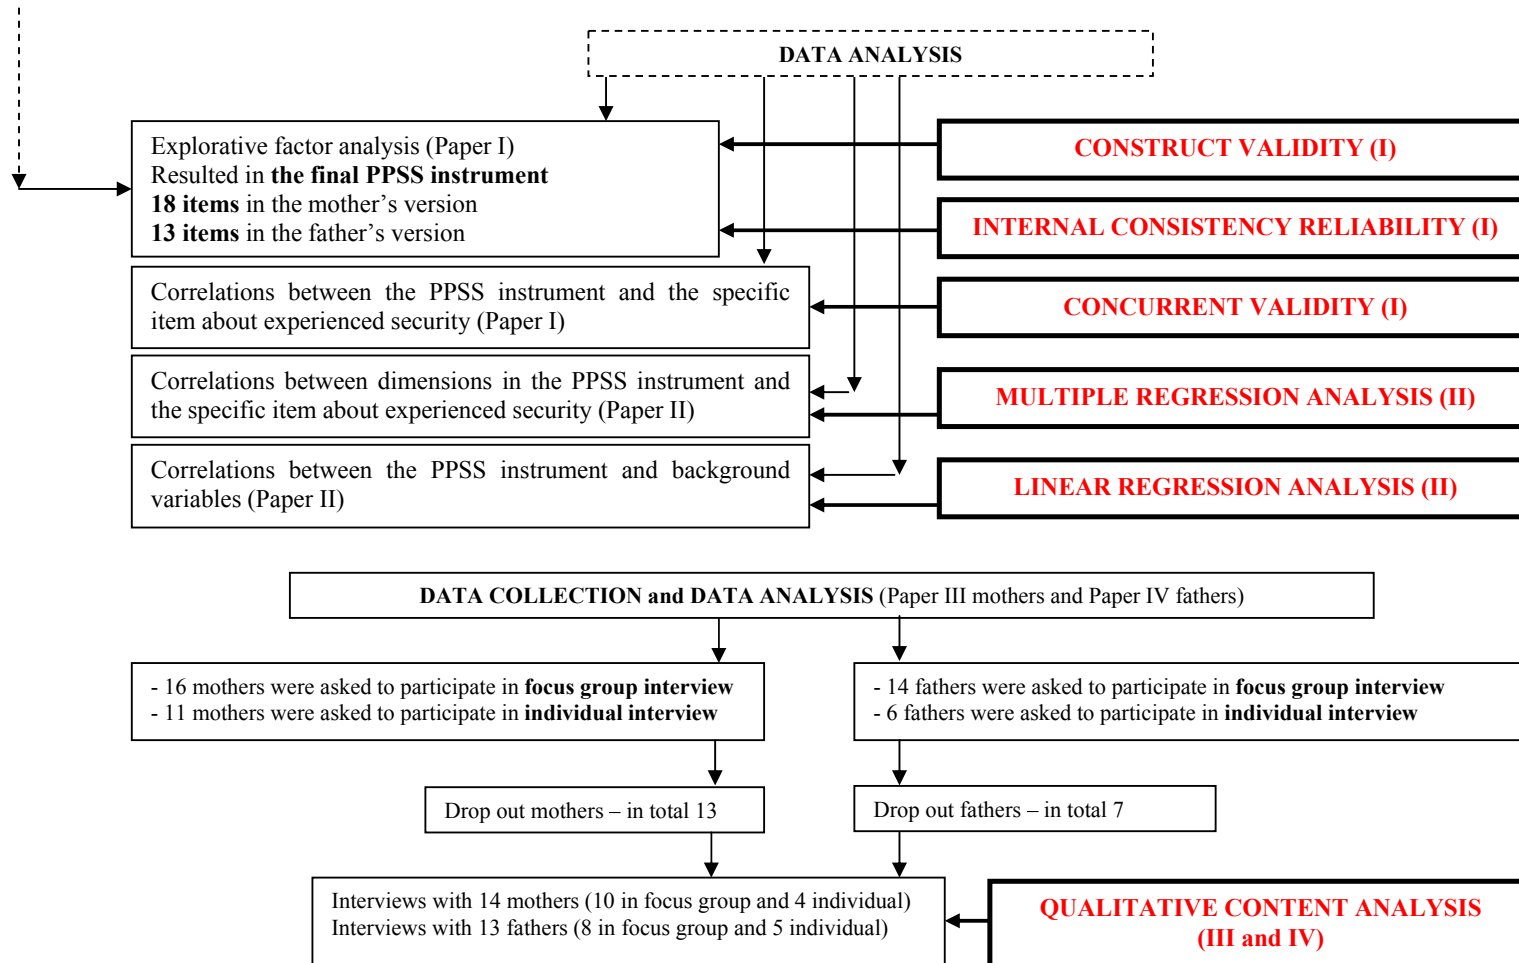 DATA ANALYSIS
Explorative factor analysis (Paper I)
Resulted in the final PPSS instrument
18 items in the mother’s version
13 items in the father’s version
CONSTRUCT VALIDITY (I)
INTERNAL CONSISTENCY RELIABILITY (I)
Correlations between the PPSS instrument and the specific
item about experienced security (Paper I)
CONCURRENT VALIDITY (I)
Correlations between dimensions in the PPSS instrument and
the specific item about experienced security (Paper II)
MULTIPLE REGRESSION ANALYSIS (II)
Correlations between the PPSS instrument and background
variables (Paper II)
LINEAR REGRESSION ANALYSIS (II)
DATA COLLECTION and DATA ANALYSIS (Paper III mothers and Paper IV fathers)
- 16 mothers were asked to participate in focus group interview
- 11 mothers were asked to participate in individual interview
- 14 fathers were asked to participate in focus group interview
- 6 fathers were asked to participate in individual interview
Drop out mothers – in total 13
Drop out fathers – in total 7
Interviews with 14 mothers (10 in focus group and 4 individual)
Interviews with 13 fathers (8 in focus group and 5 individual)
QUALITATIVE CONTENT ANALYSIS
(III and IV)